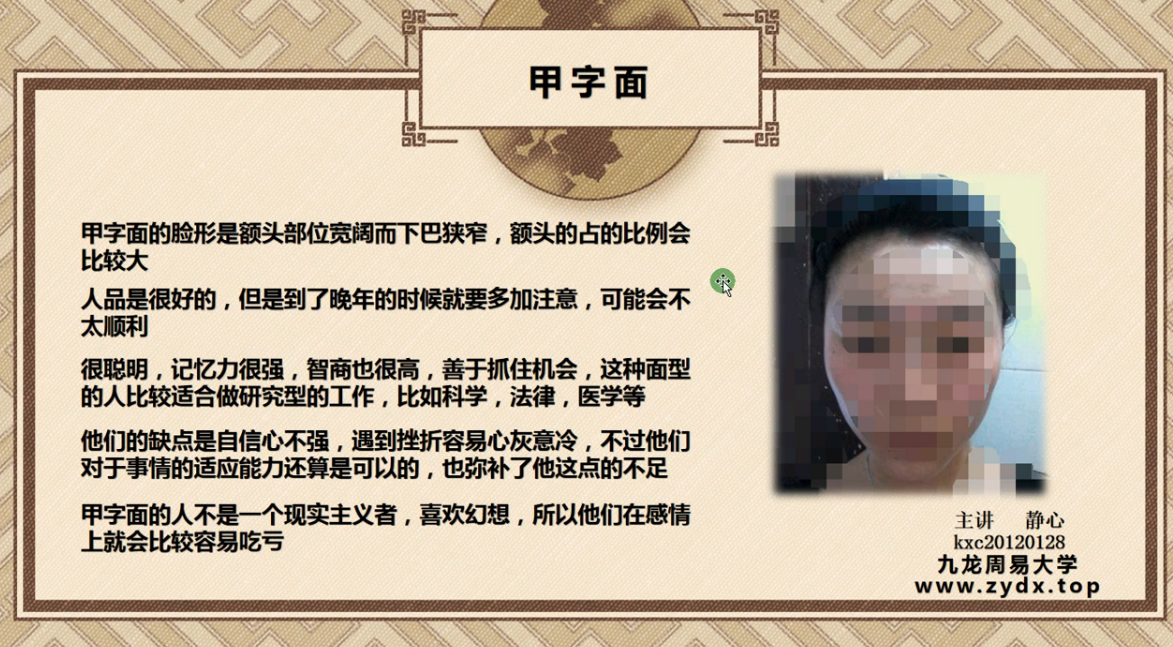 甲字面
甲字面的脸形是额头部位宽阔而下巴狭窄，额头的占的比例会
比较大
人品是很好的，但是到了晚年的时候就要多加注意，可能会不
太顺利
很聪明，记忆力很强，智商也很高，善于抓住机会，这种面型
的人比较适合做研究型的工作，比如科学，法律，医学等
他们的缺点是自信心不强，遇到挫折容易心灰意冷，不过他们
对于事情的适应能力还算是可以的，也弥补了他这点的不足
甲字面的人不是一个现实主义者，喜欢幻想，所以他们在感情
上就会比较容易吃亏
主讲 静心
kxc20120128
九龙周易大学
www.zydx.top